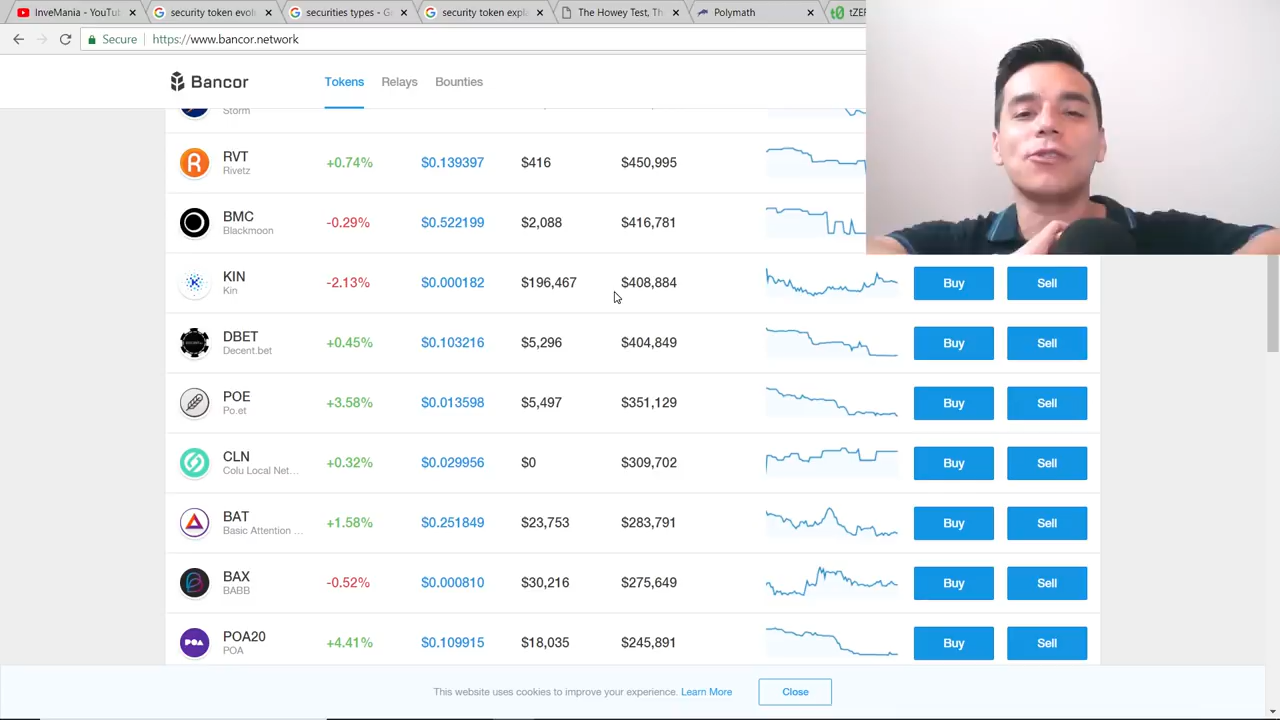 InveMania - YouTu
security token evol
securities types - G
security token expla
The Howey Test, Th
Polymath
tZE
Secure
https://www.bancor.network
Bancor
Tokens
Relays
Bounties
Storm
RVT
Rivetz
+0.74%
$0.139397
$416
$450,995
BMC
Blackmoon
-0.29%
$0.522199
$2,088
$416,781
KIN
Kin
-2.13%
$0.000182
$196,467
$408,884
Buy
Sell
DBET
Decent.bet
+0.45%
$0.103216
$5,296
$404,849
Buy
Sell
POE
Po.et
+3.58%
$0.013598
$5,497
$351,129
Buy
Sell
CLN
Colu Local Net...
+0.32%
$0.029956
$0
$309,702
Buy
Sell
BAT
Basic Attention ...
+1.58%
$0.251849
$23,753
$283,791
Buy
Sell
BAX
BABB
-0.52%
$0.000810
$30,216
$275,649
Buy
Sell
POA20
POA
+4.41%
$0.109915
$18,035
$245,891
Buy
Sell
This website uses cookies to improve your experience. Learn More
Close